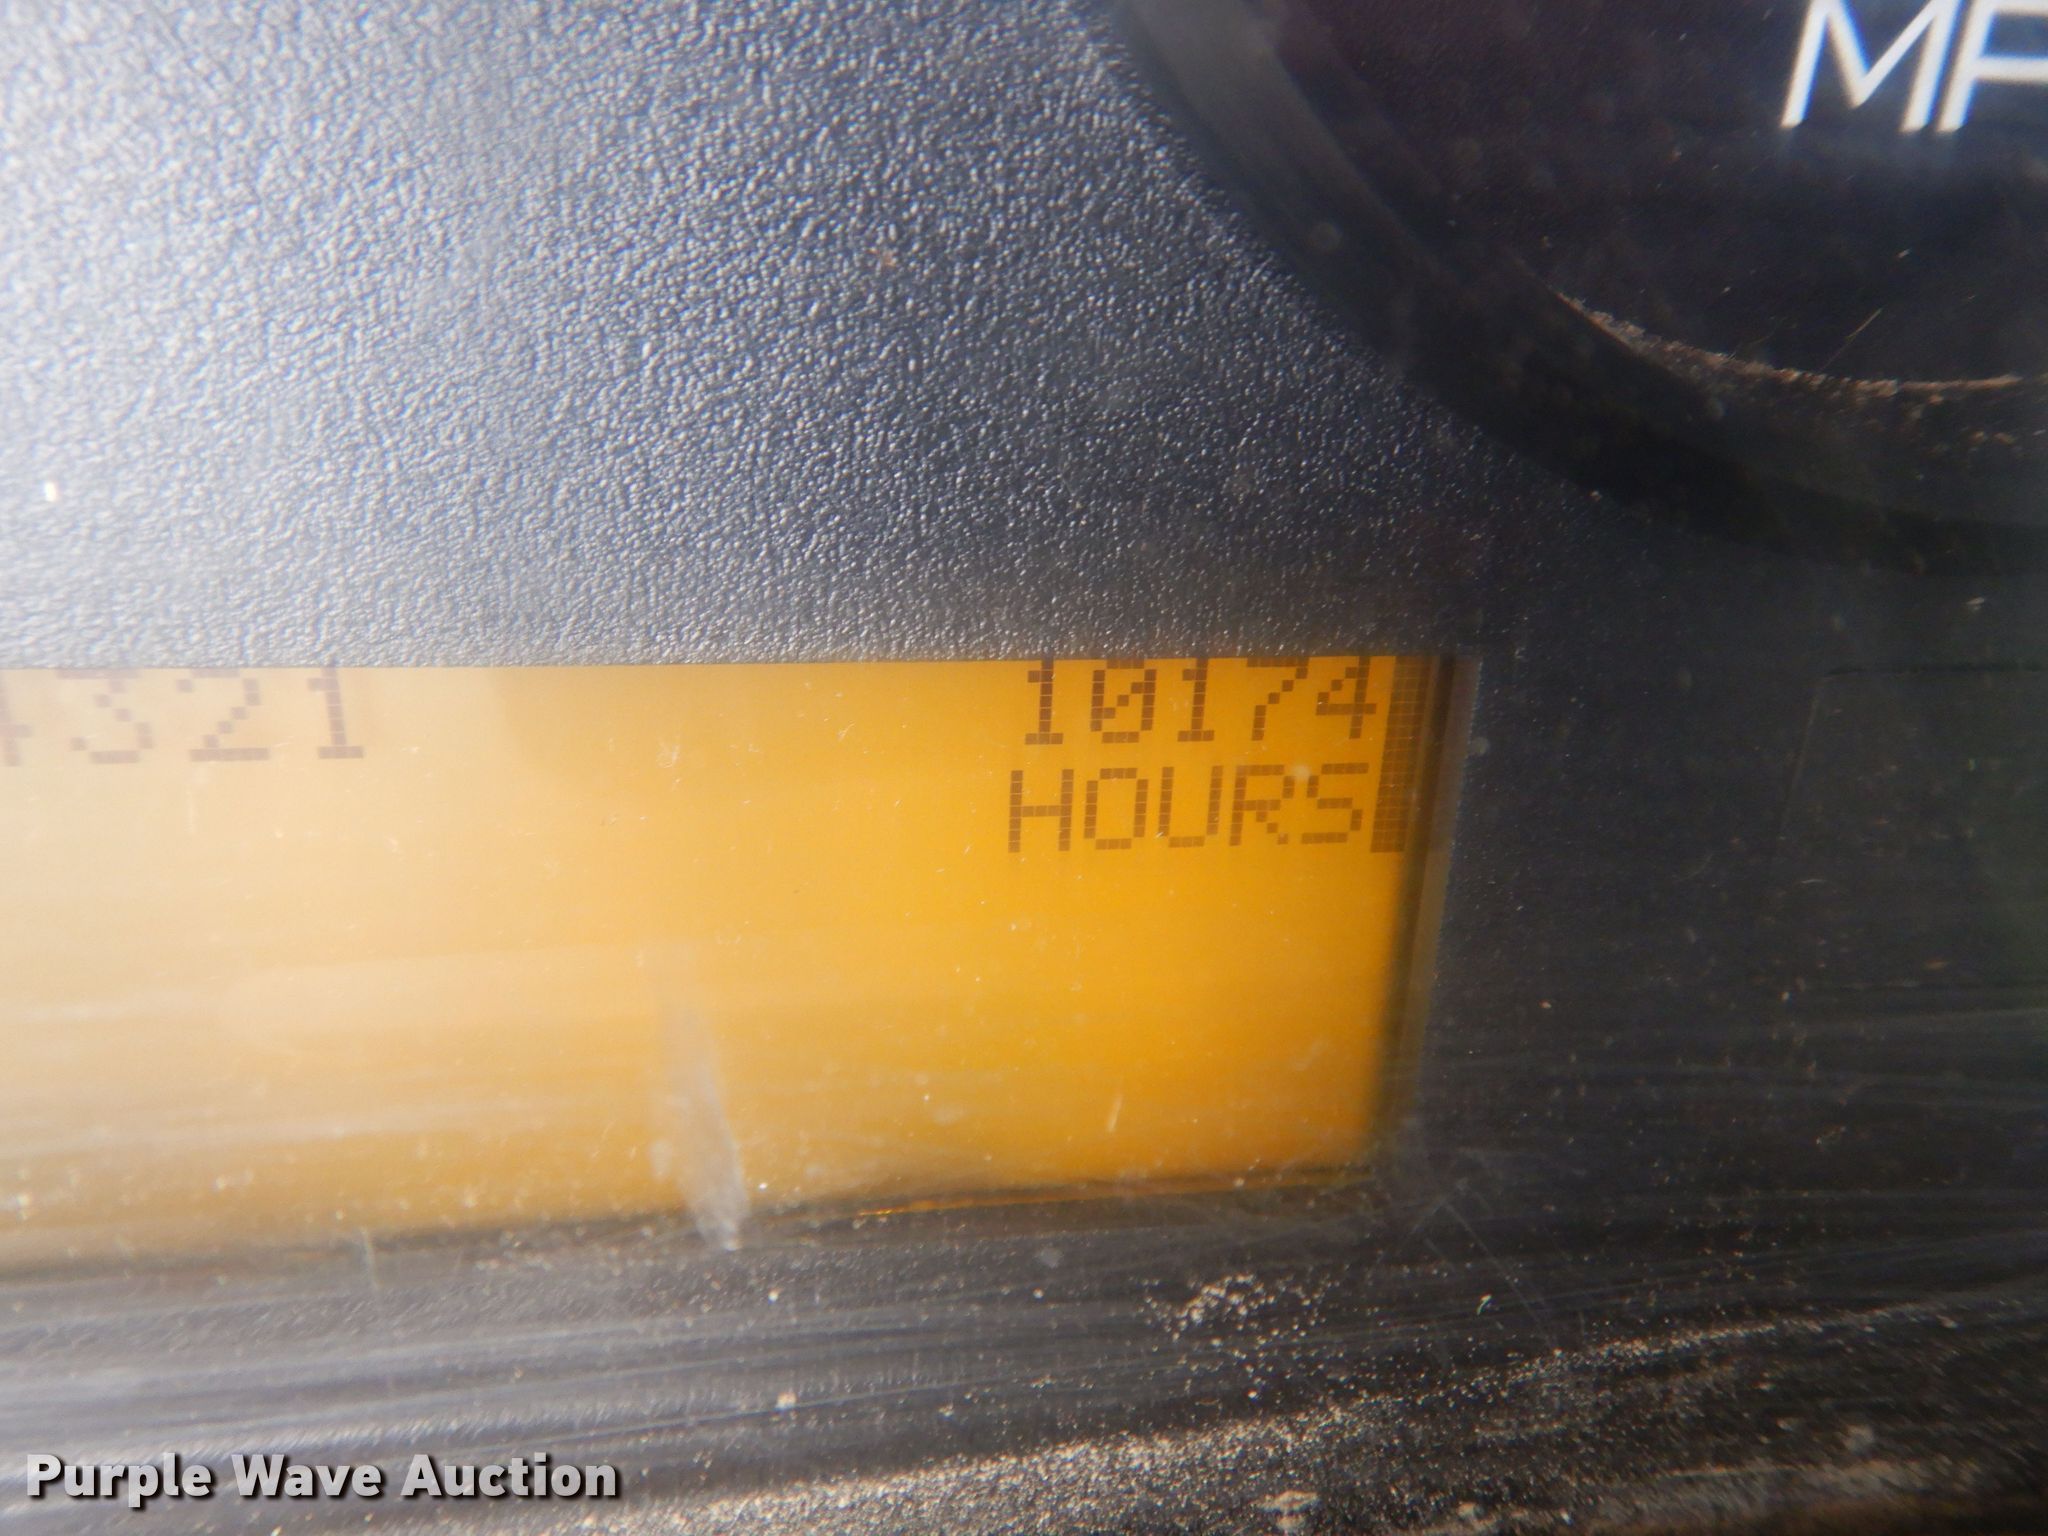 MP
4321 10174
HOURS
Purple Wave Auction